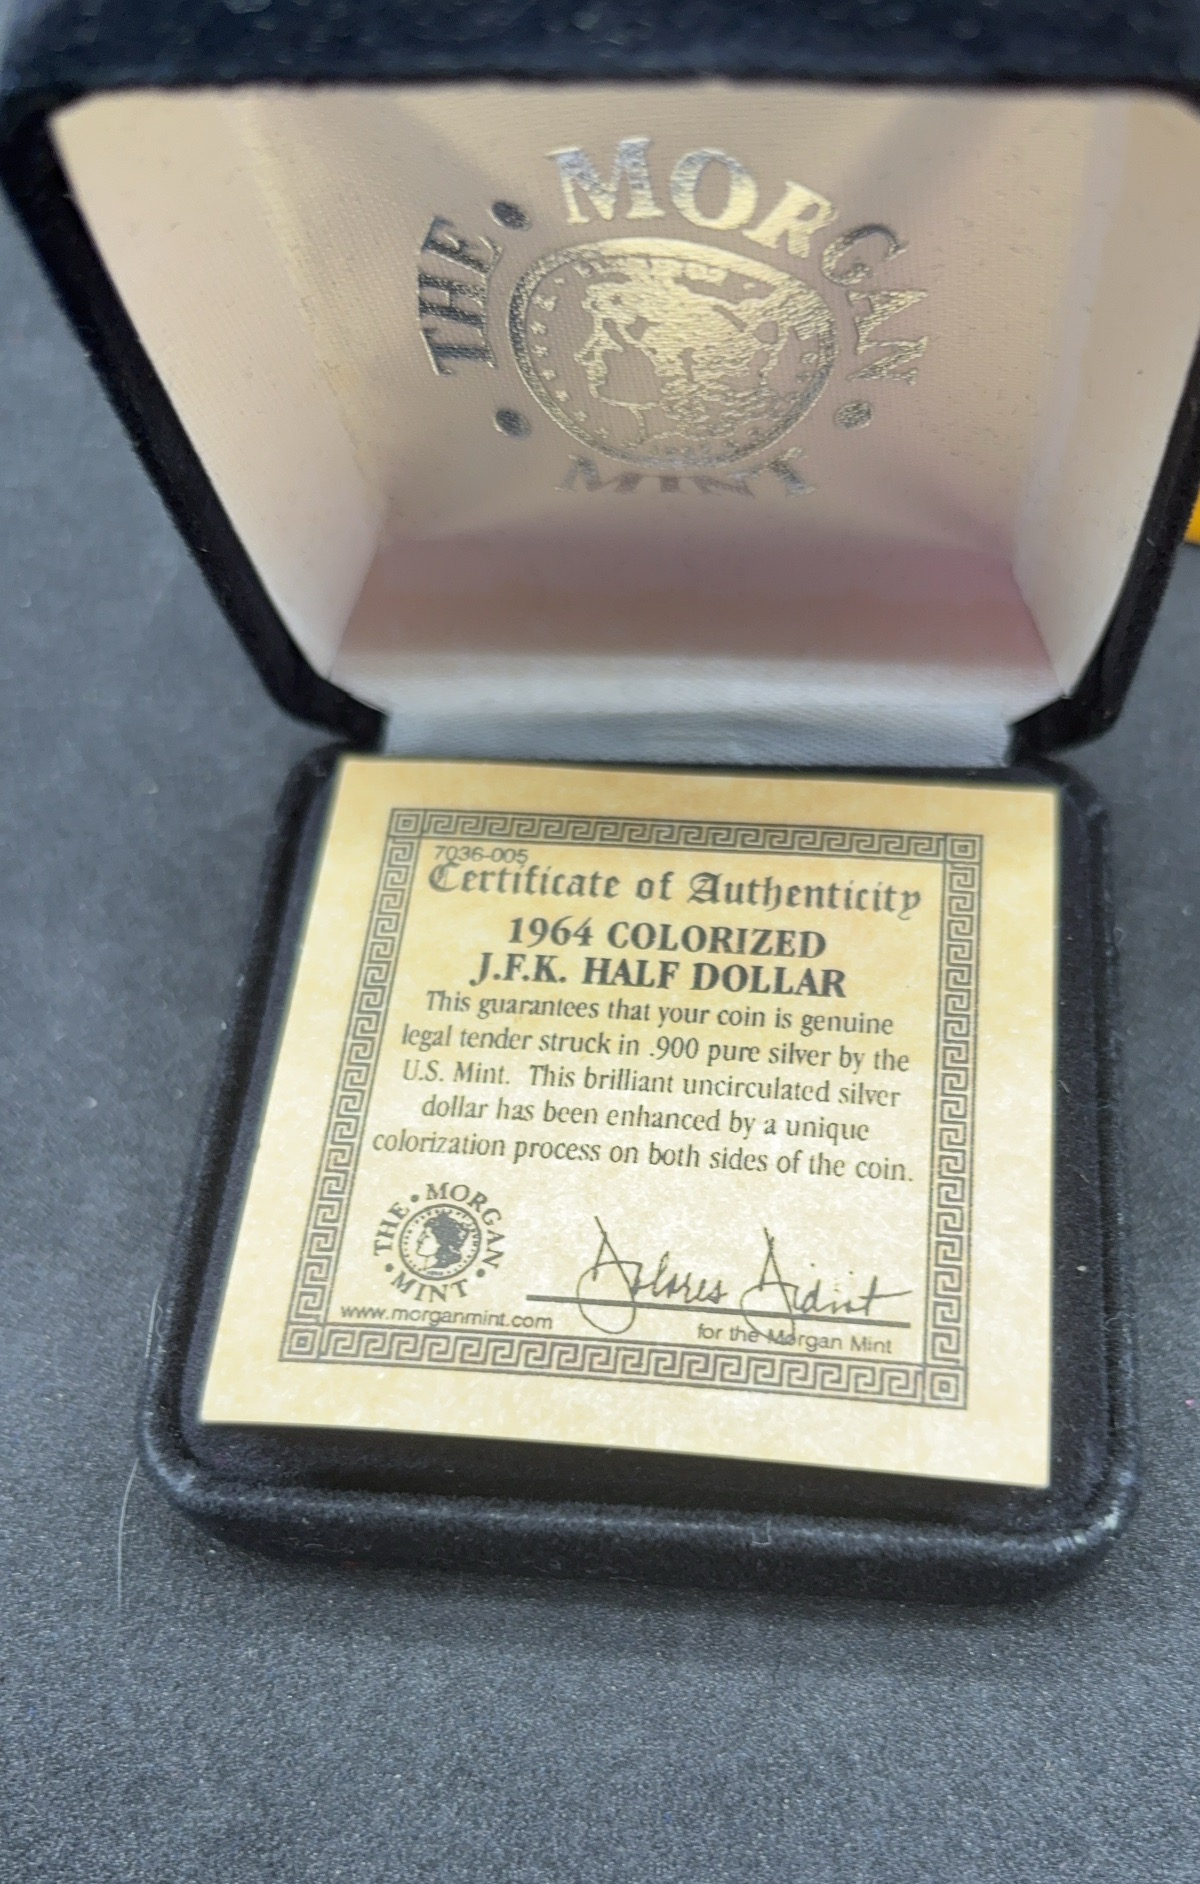 THE • MORGAN • MINT •
7036-005
Certificate of Authenticity
1964 COLORIZED
J.F.K. HALF DOLLAR
This guarantees that your coin is genuine
legal tender struck in .900 pure silver by the
U.S. Mint. This brilliant uncirculated silver
dollar has been enhanced by a unique
colorization process on both sides of the coin.
THE • MORGAN • MINT •
Dolores
www.morganmint.com
for the Morgan Mint